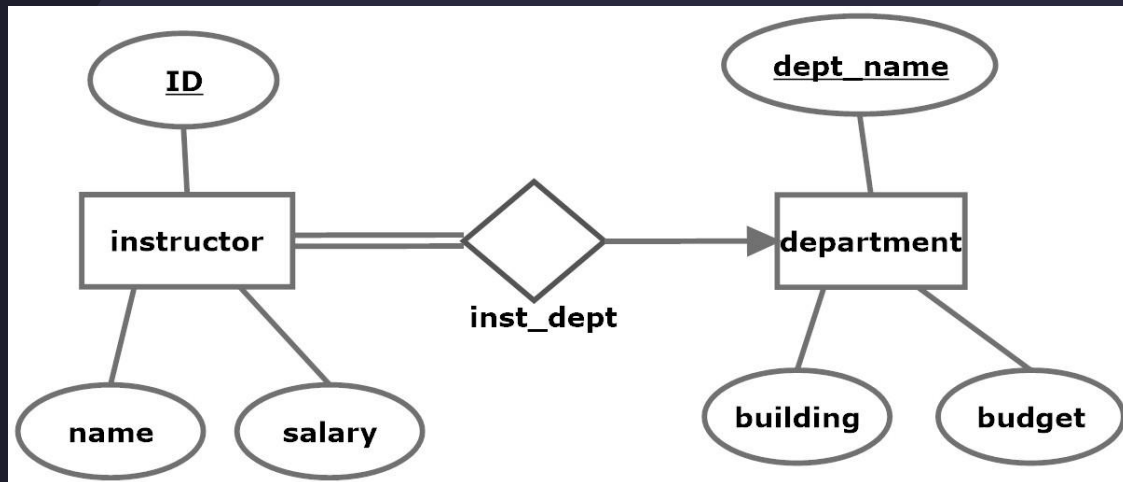 ID
dept_name
instructor
department
inst_dept
name
salary
building
budget